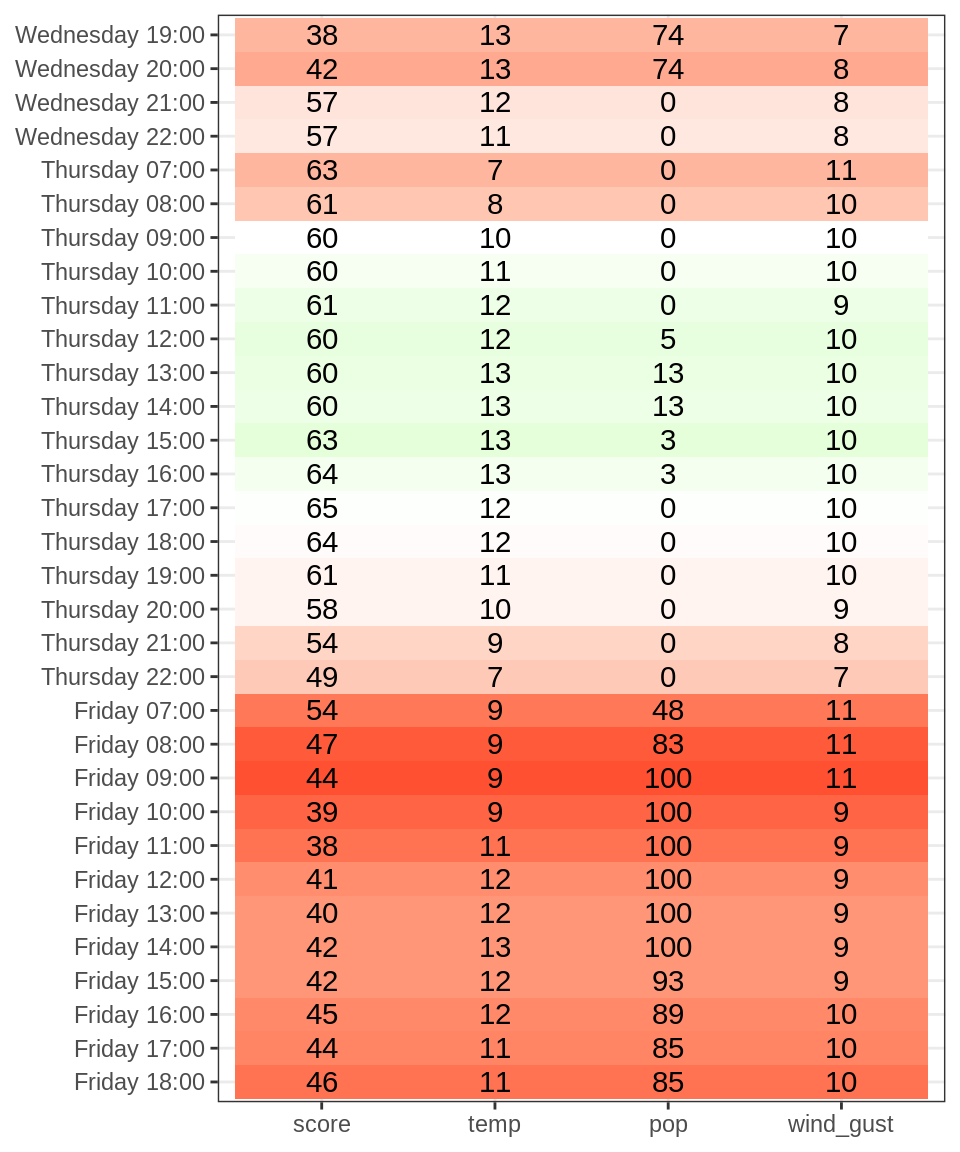 Wednesday 19:00 38 13 74 7
Wednesday 20:00 42 13 74 8
Wednesday 21:00 57 12 0 8
Wednesday 22:00 57 11 0 8
Thursday 07:00 63 7 0 11
Thursday 08:00 61 8 0 10
Thursday 09:00 60 10 0 10
Thursday 10:00 60 11 0 10
Thursday 11:00 61 12 0 9
Thursday 12:00 60 12 5 10
Thursday 13:00 60 13 13 10
Thursday 14:00 60 13 13 10
Thursday 15:00 63 13 3 10
Thursday 16:00 64 13 3 10
Thursday 17:00 65 12 0 10
Thursday 18:00 64 12 0 10
Thursday 19:00 61 11 0 10
Thursday 20:00 58 10 0 9
Thursday 21:00 54 9 0 8
Thursday 22:00 49 7 0 7
Friday 07:00 54 9 48 11
Friday 08:00 47 9 83 11
Friday 09:00 44 9 100 11
Friday 10:00 39 9 100 9
Friday 11:00 38 11 100 9
Friday 12:00 41 12 100 9
Friday 13:00 40 12 100 9
Friday 14:00 42 13 100 9
Friday 15:00 42 12 93 9
Friday 16:00 45 12 89 10
Friday 17:00 44 11 85 10
Friday 18:00 46 11 85 10
score temp pop wind_gust